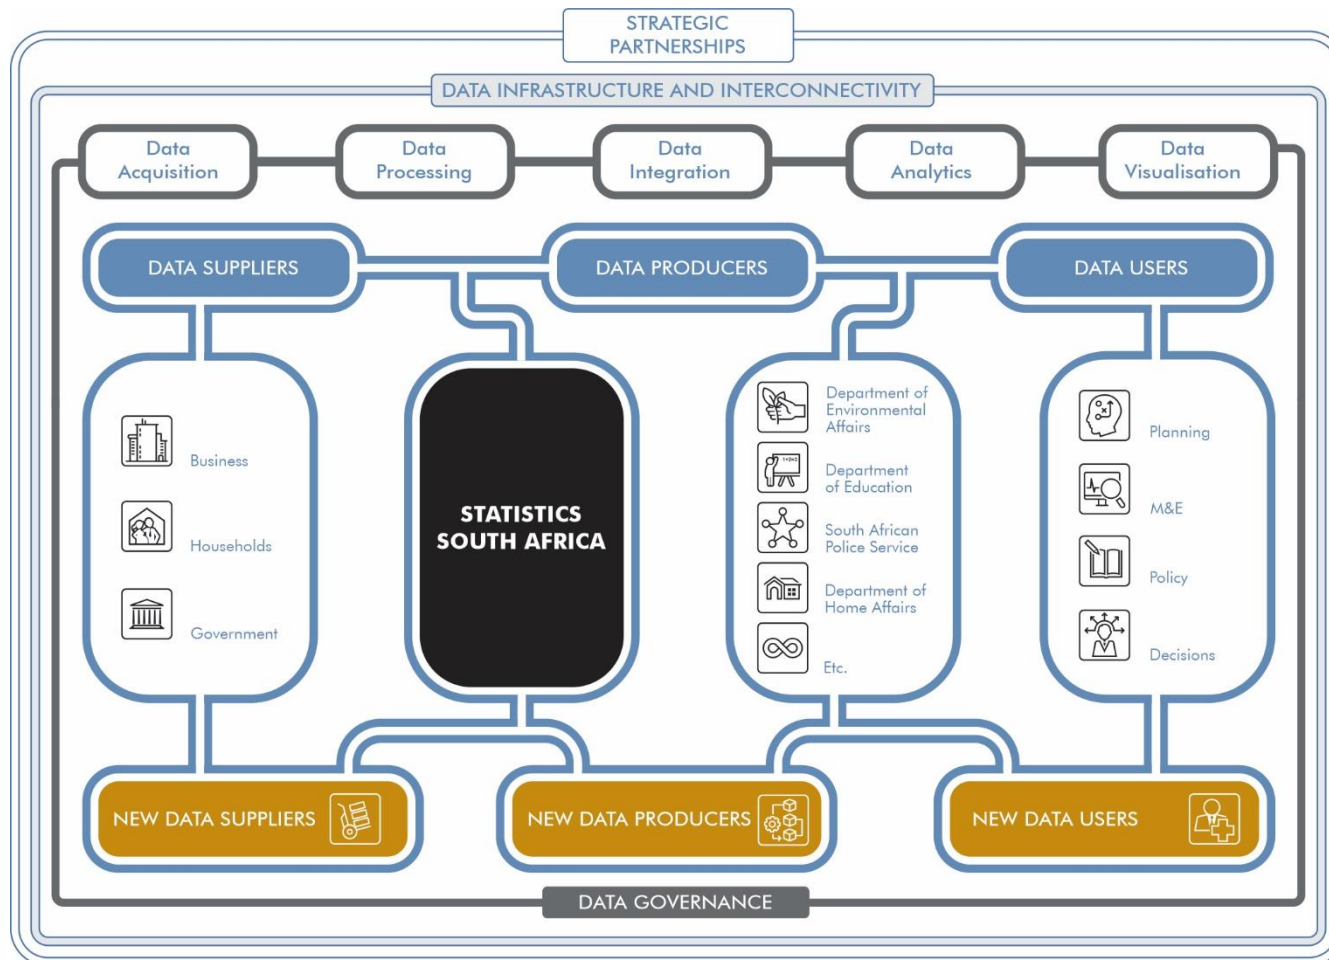 STRATEGIC
PARTNERSHIPS
DATA INFRASTRUCTURE AND INTERCONNECTIVITY
Data
Acquisition
Data
Processing
Data
Integration
Data
Analytics
Data
Visualisation
DATA SUPPLIERS
DATA PRODUCERS
DATA USERS
Business
Households
Government
STATISTICS
SOUTH AFRICA
Department of
Environmental
Affairs
1+2=3
Department
of Education
South African
Police Service
Department of
Home Affairs
Etc.
Planning
M&E
Policy
Decisions
NEW DATA SUPPLIERS
NEW DATA PRODUCERS
NEW DATA USERS
DATA GOVERNANCE